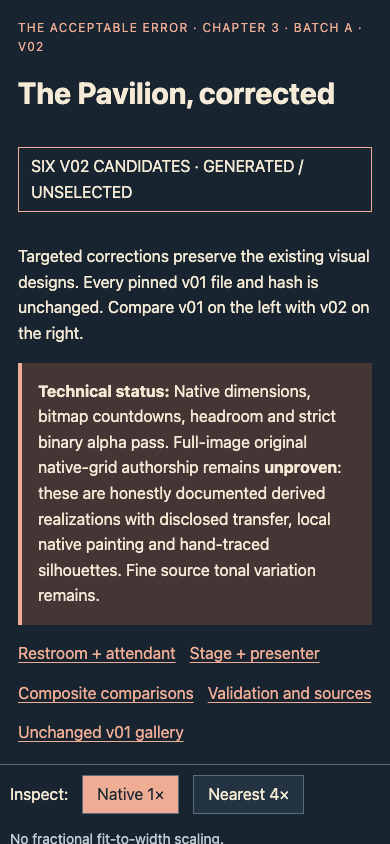 THE ACCEPTABLE ERROR · CHAPTER 3 · BATCH A ·
V02
The Pavilion, corrected
SIX V02 CANDIDATES · GENERATED /
UNSELECTED
Targeted corrections preserve the existing visual
designs. Every pinned v01 file and hash is
unchanged. Compare v01 on the left with v02 on
the right.
Technical status: Native dimensions,
bitmap countdowns, headroom and strict
binary alpha pass. Full-image original
native-grid authorship remains unproven:
these are honestly documented derived
realizations with disclosed transfer, local
native painting and hand-traced
silhouettes. Fine source tonal variation
remains.
Restroom + attendant Stage + presenter
Composite comparisons Validation and sources
Unchanged v01 gallery
Inspect: Native 1× Nearest 4×
No fractional fit-to-width scaling.